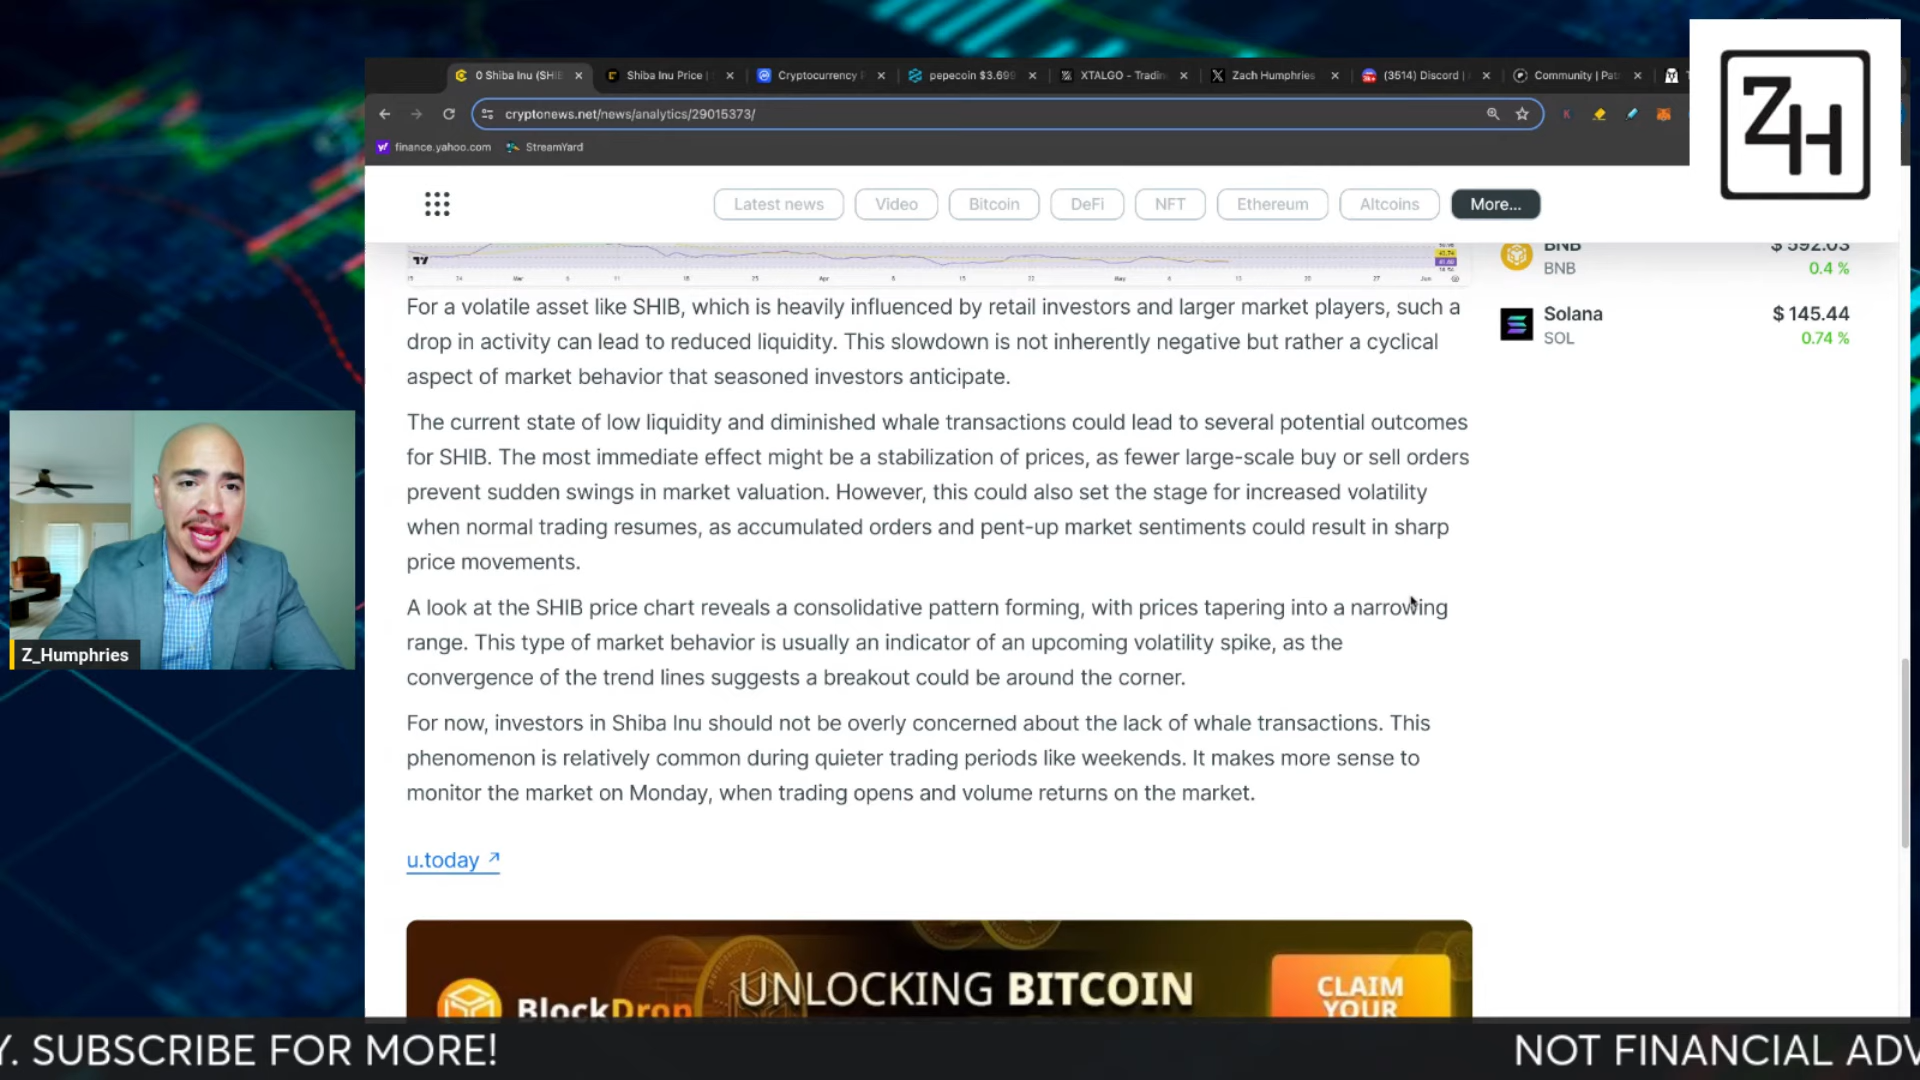 0 Shiba Inu (SHIB
Shiba Inu Price |
Cryptocurrency P
pepecoin $3.699
XTALGO - Tradin
Zach Humphries
(3514) Discord |
Community | Pat
cryptonews.net/news/analytics/29015373/
finance.yahoo.com
StreamYard
ZH
Latest news
Video
Bitcoin
DeFi
NFT
Ethereum
Altcoins
More...
BNB
$ 592.03
BNB
0.4 %
Solana
$ 145.44
SOL
0.74 %
For a volatile asset like SHIB, which is heavily influenced by retail investors and larger market players, such a
drop in activity can lead to reduced liquidity. This slowdown is not inherently negative but rather a cyclical
aspect of market behavior that seasoned investors anticipate.
The current state of low liquidity and diminished whale transactions could lead to several potential outcomes
for SHIB. The most immediate effect might be a stabilization of prices, as fewer large-scale buy or sell orders
prevent sudden swings in market valuation. However, this could also set the stage for increased volatility
when normal trading resumes, as accumulated orders and pent-up market sentiments could result in sharp
price movements.
A look at the SHIB price chart reveals a consolidative pattern forming, with prices tapering into a narrowing
range. This type of market behavior is usually an indicator of an upcoming volatility spike, as the
convergence of the trend lines suggests a breakout could be around the corner.
For now, investors in Shiba Inu should not be overly concerned about the lack of whale transactions. This
phenomenon is relatively common during quieter trading periods like weekends. It makes more sense to
monitor the market on Monday, when trading opens and volume returns on the market.
u.today
Z_Humphries
BlockDrop
UNLOCKING BITCOIN
CLAIM
YOUR
Y. SUBSCRIBE FOR MORE!
NOT FINANCIAL ADV